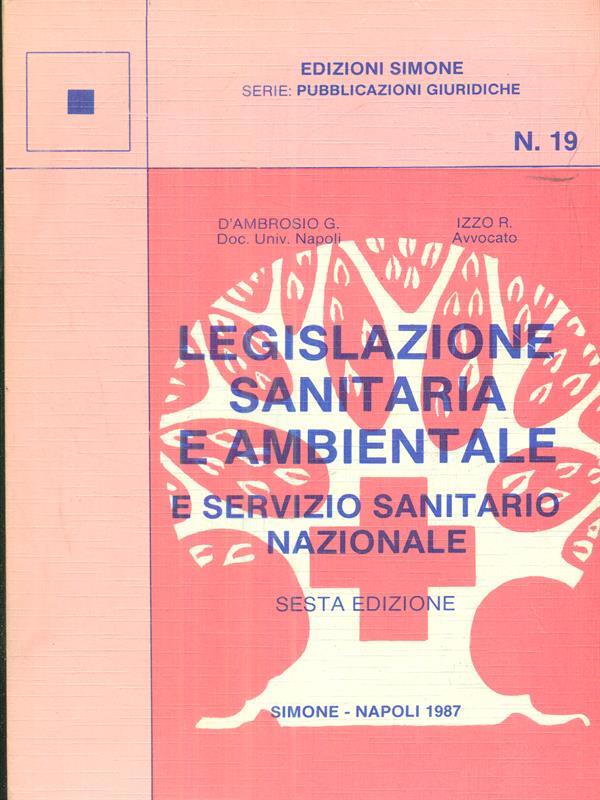 EDIZIONI SIMONE
SERIE: PUBBLICAZIONI GIURIDICHE
N. 19
D'AMBROSIO G.
Doc. Univ. Napoli
IZZO R.
Avvocato
LEGISLAZIONE
SANITARIA
E AMBIENTALE
E SERVIZIO SANITARIO
NAZIONALE
SESTA EDIZIONE
SIMONE - NAPOLI 1987